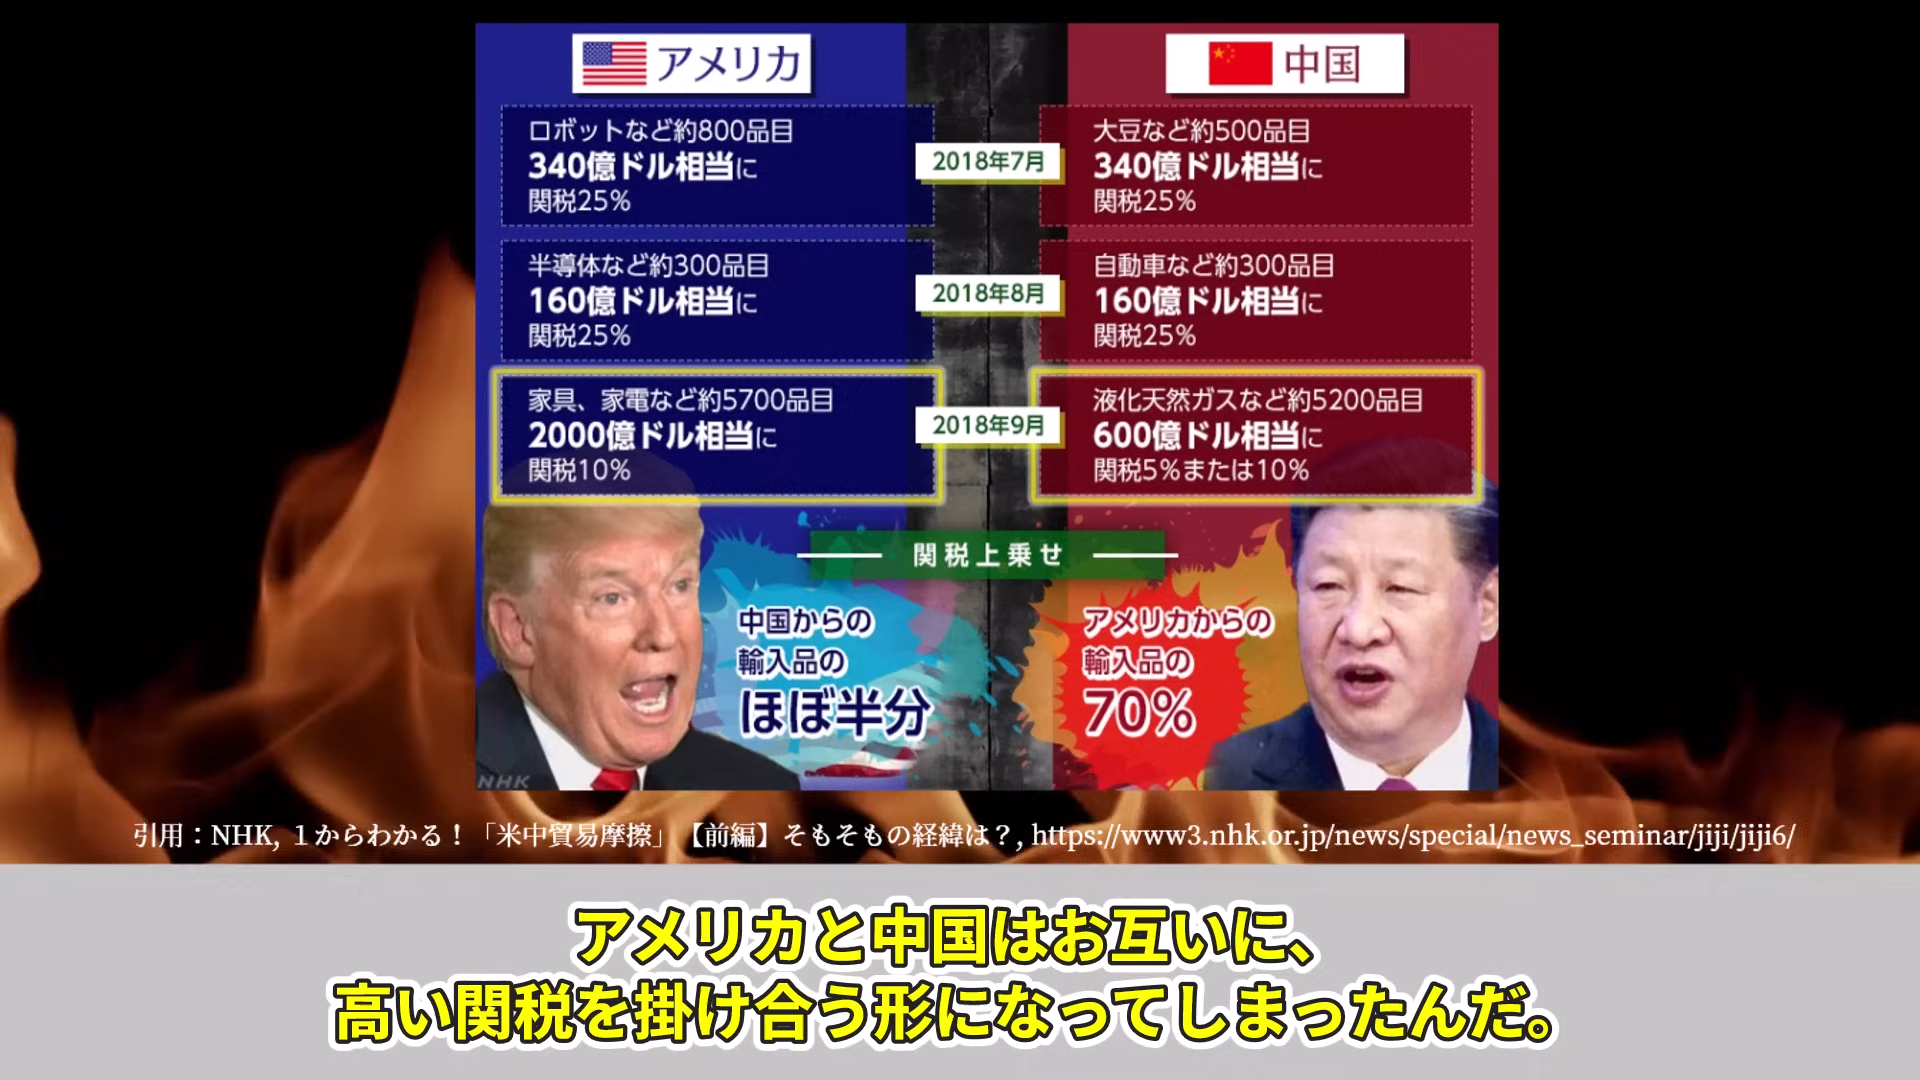 アメリカ
中国
ロボットなど約800品目
340億ドル相当に
関税25%
2018年7月
大豆など約500品目
340億ドル相当に
関税25%
半導体など約300品目
160億ドル相当に
関税25%
2018年8月
自動車など約300品目
160億ドル相当に
関税25%
家具、家電など約5700品目
2000億ドル相当に
関税10%
2018年9月
液化天然ガスなど約5200品目
600億ドル相当に
関税5%または10%
関税上乗せ
中国からの
輸入品の
ほぼ半分
アメリカからの
輸入品の
70%
NHK
引用：NHK, １からわかる！「米中貿易摩擦」【前編】そもそもの経緯は？, https://www3.nhk.or.jp/news/special/news_seminar/jiji/jiji6/
アメリカと中国はお互いに、
高い関税を掛け合う形になってしまったんだ。